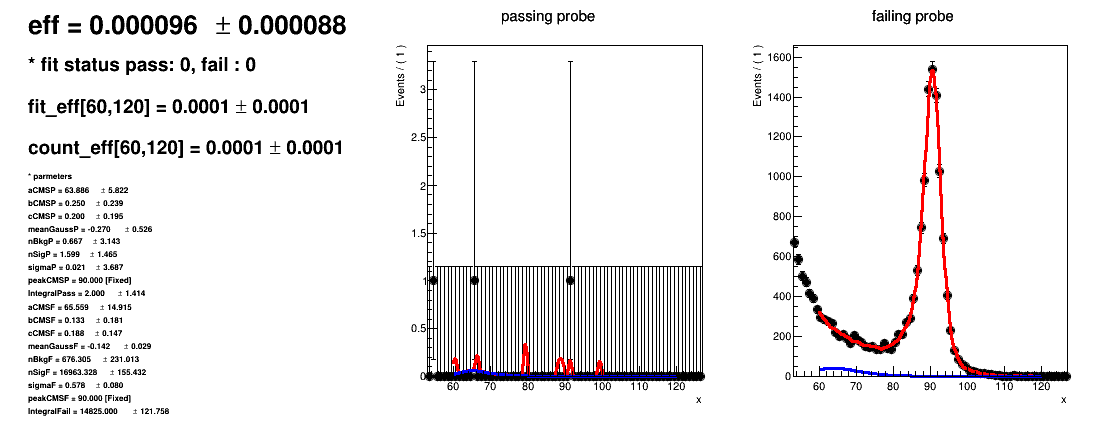 eff = 0.000096 ± 0.000088
* fit status pass: 0, fail : 0
fit_eff[60,120] = 0.0001 ± 0.0001
count_eff[60,120] = 0.0001 ± 0.0001
* parmeters
aCMSP = 63.886 ± 5.822
bCMSP = 0.250 ± 0.239
cCMSP = 0.200 ± 0.195
meanGaussP = -0.270 ± 0.526
nBkgP = 0.667 ± 3.143
nSigP = 1.599 ± 1.465
sigmaP = 0.021 ± 3.687
peakCMSP = 90.000 [Fixed]
IntegralPass = 2.000 ± 1.414
aCMSF = 65.559 ± 14.915
bCMSF = 0.133 ± 0.181
cCMSF = 0.188 ± 0.147
meanGaussF = -0.142 ± 0.029
nBkgF = 676.305 ± 231.013
nSigF = 16963.328 ± 155.432
sigmaF = 0.578 ± 0.080
peakCMSF = 90.000 [Fixed]
IntegralFail = 14825.000 ± 121.758
passing probe
Events / ( 1 )
3
2.5
2
1.5
1
0.5
0
60 70 80 90 100 110 120
x
failing probe
Events / ( 1 )
1600
1400
1200
1000
800
600
400
200
0
60 70 80 90 100 110 120
x